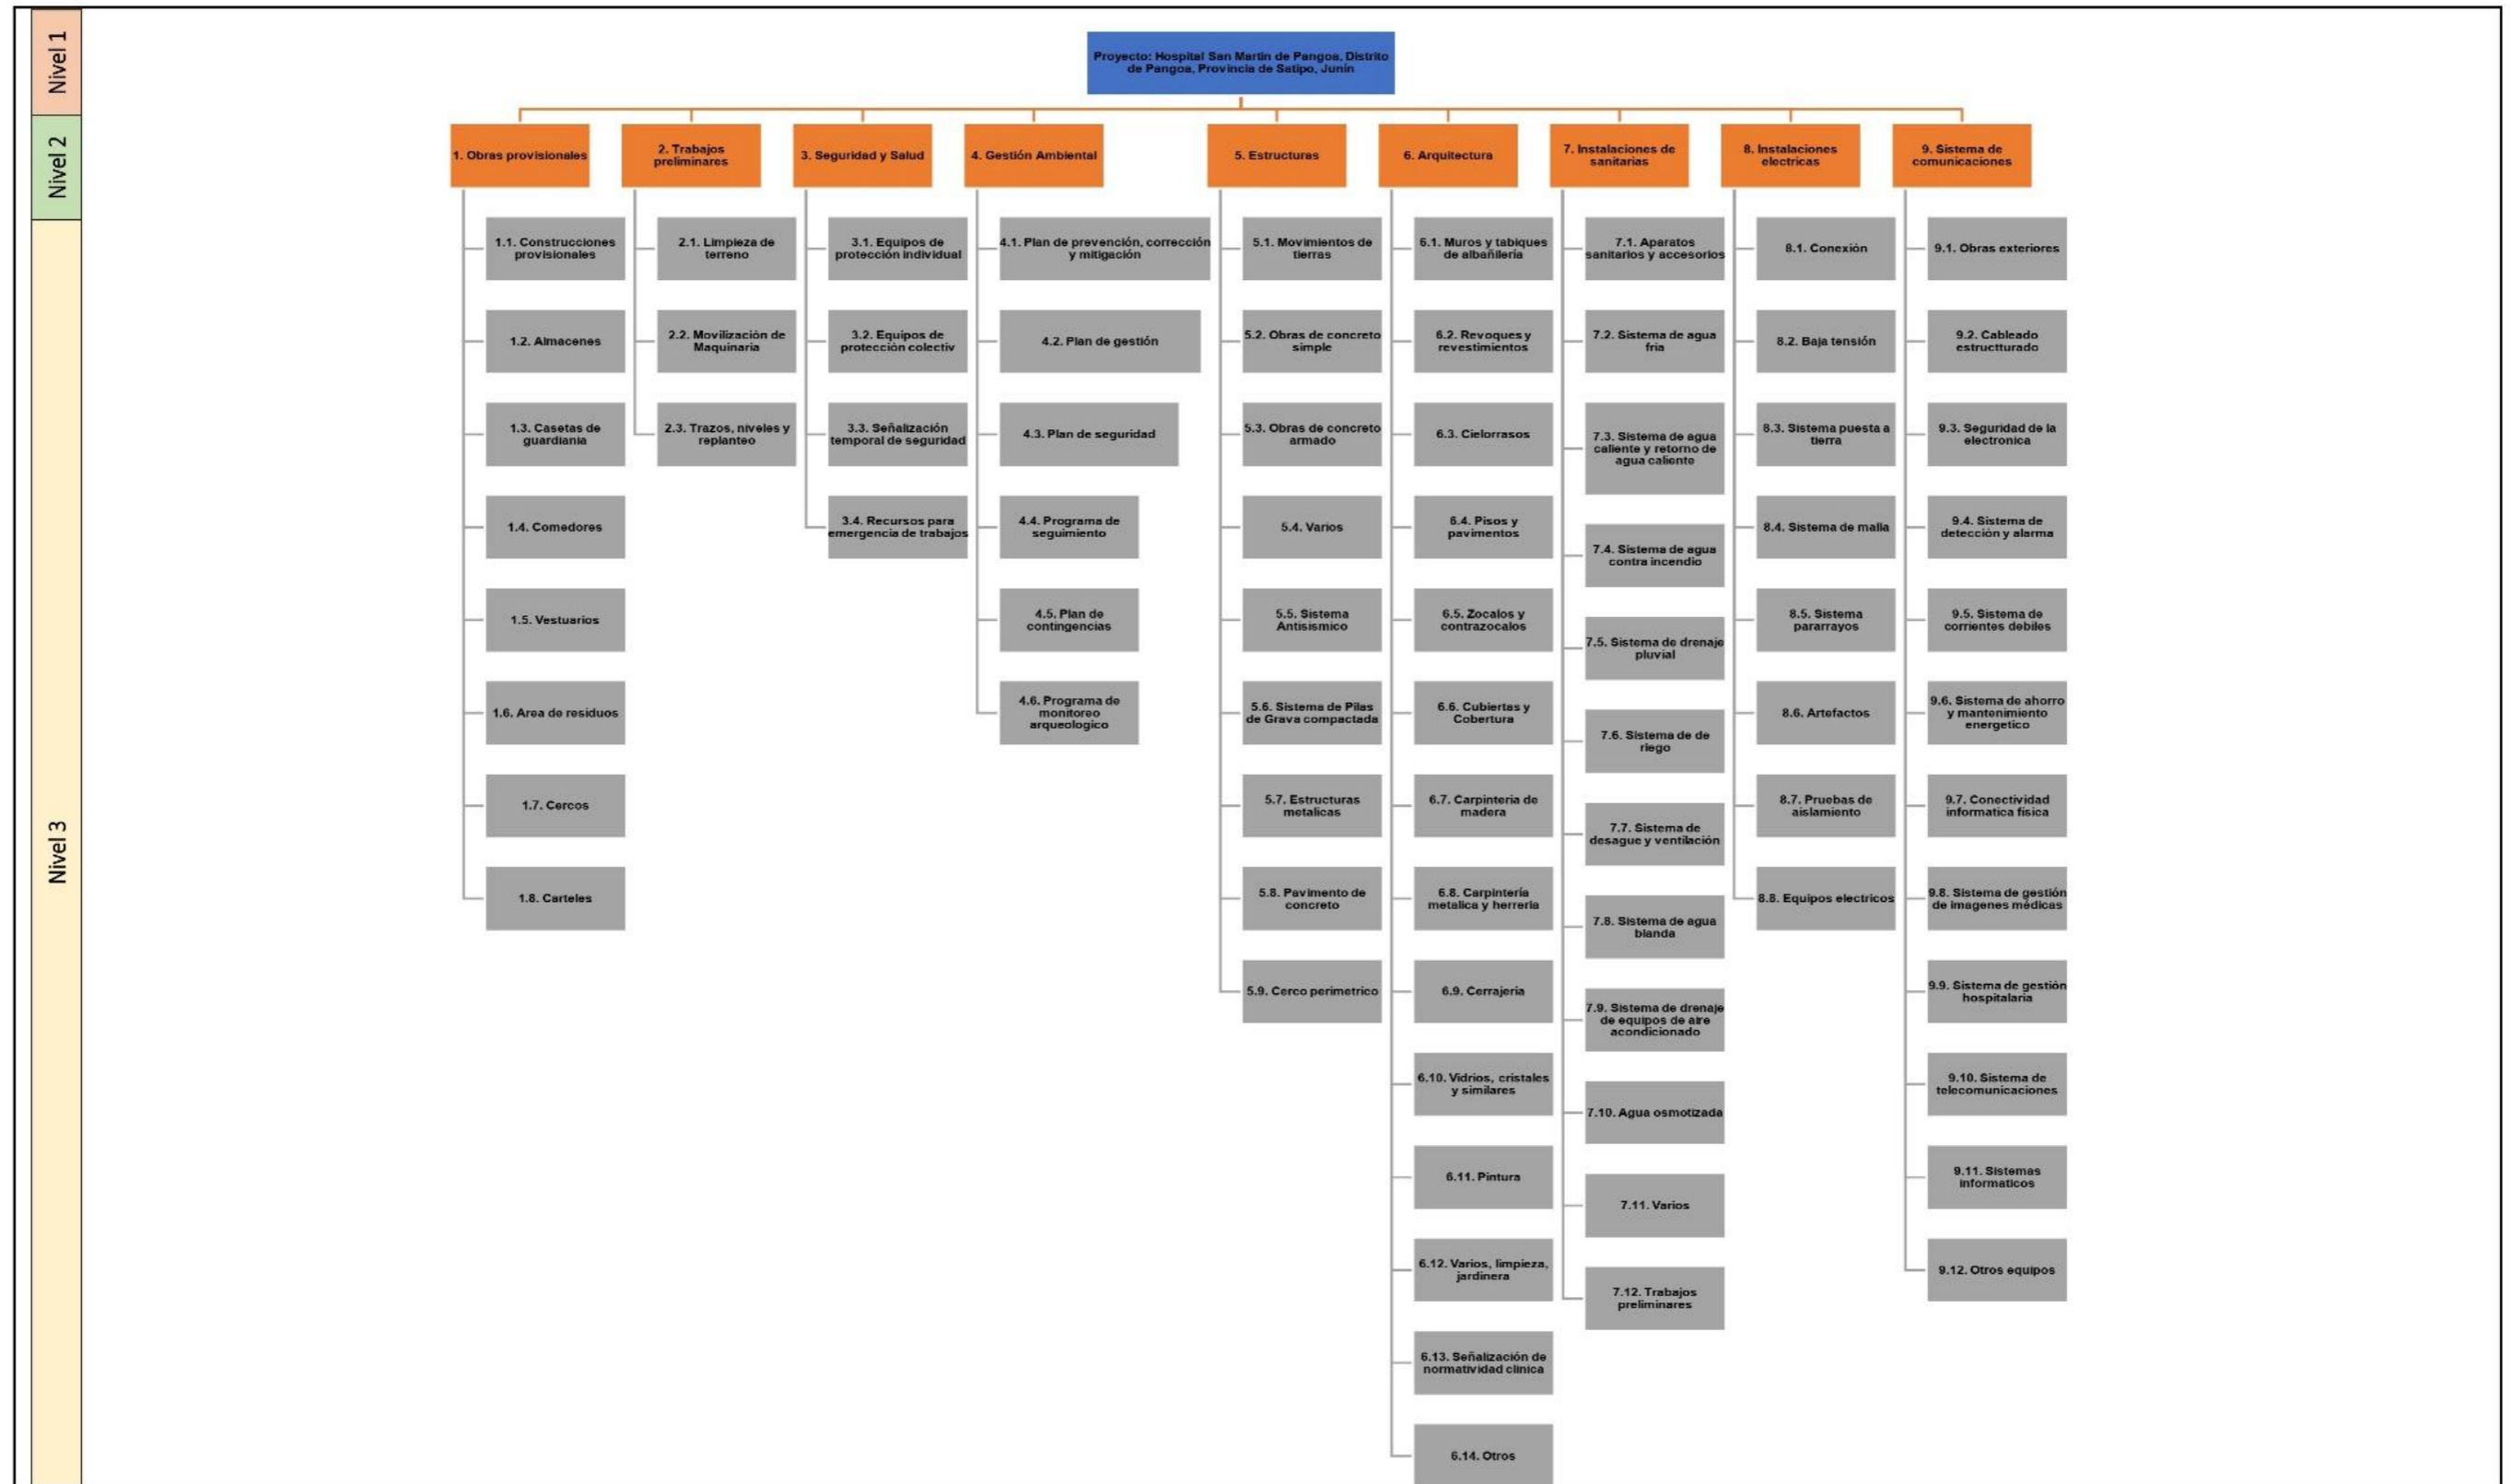 Nivel 1
Proyecto: Hospital San Martin de Pangoa, Distrito
de Pangoa, Provincia de Satipo, Junín
Nivel 2
1. Obras provisionales
2. Trabajos
preliminares
3. Seguridad y Salud
4. Gestión Ambiental
5. Estructuras
6. Arquitectura
7. Instalaciones de
sanitarias
8. Instalaciones
electricas
9. Sistema de
comunicaciones
Nivel 3
1.1. Construcciones
provisionales
1.2. Almacenes
1.3. Casetas de
guardiania
1.4. Comedores
1.5. Vestuarios
1.6. Area de residuos
1.7. Cercos
1.8. Carteles
2.1. Limpieza de
terreno
2.2. Movilización de
Maquinaria
2.3. Trazos, niveles y
replanteo
3.1. Equipos de
protección individual
3.2. Equipos de
protección colectiv
3.3. Señalización
temporal de seguridad
3.4. Recursos para
emergencia de trabajos
4.1. Plan de prevención, corrección
y mitigación
4.2. Plan de gestión
4.3. Plan de seguridad
4.4. Programa de
seguimiento
4.5. Plan de
contingencias
4.6. Programa de
monitoreo
arqueologico
5.1. Movimientos de
tierras
5.2. Obras de concreto
simple
5.3. Obras de concreto
armado
5.4. Varios
5.5. Sistema
Antisismico
5.6. Sistema de Pilas
de Grava compactada
5.7. Estructuras
metalicas
5.8. Pavimento de
concreto
5.9. Cerco perimetrico
6.1. Muros y tabiques
de albañilería
6.2. Revoques y
revestimientos
6.3. Cielorrasos
6.4. Pisos y
pavimentos
6.5. Zocalos y
contrazocalos
6.6. Cubiertas y
Cobertura
6.7. Carpinteria de
madera
6.8. Carpintería
metalica y herreria
6.9. Cerrajería
6.10. Vidrios, cristales
y similares
6.11. Pintura
6.12. Varios, limpieza,
jardinera
6.13. Señalización de
normatividad clinica
6.14. Otros
7.1. Aparatos
sanitarios y accesorios
7.2. Sistema de agua
fria
7.3. Sistema de agua
caliente y retorno de
agua caliente
7.4. Sistema de agua
contra incendio
7.5. Sistema de drenaje
pluvial
7.6. Sistema de de
riego
7.7. Sistema de
desague y ventilación
7.8. Sistema de agua
blanda
7.9. Sistema de drenaje
de equipos de aire
acondicionado
7.10. Agua osmotizada
7.11. Varios
7.12. Trabajos
preliminares
8.1. Conexión
8.2. Baja tensión
8.3. Sistema puesta a
tierra
8.4. Sistema de malla
8.5. Sistema
pararrayos
8.6. Artefactos
8.7. Pruebas de
aislamiento
8.8. Equipos electricos
9.1. Obras exteriores
9.2. Cableado
estructturado
9.3. Seguridad de la
electronica
9.4. Sistema de
detección y alarma
9.5. Sistema de
corrientes debiles
9.6. Sistema de ahorro
y mantenimiento
energetico
9.7. Conectividad
informatica física
9.8. Sistema de gestión
de imagenes médicas
9.9. Sistema de gestión
hospitalaria
9.10. Sistema de
telecomunicaciones
9.11. Sistemas
informaticos
9.12. Otros equipos